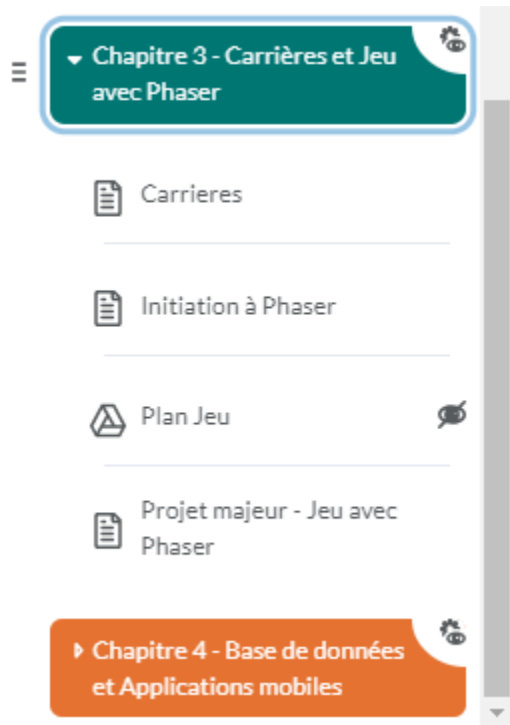 Chapitre 3 - Carrières et Jeu
avec Phaser
Carrieres
Initiation à Phaser
Plan Jeu
Projet majeur - Jeu avec
Phaser
Chapitre 4 - Base de données
et Applications mobiles